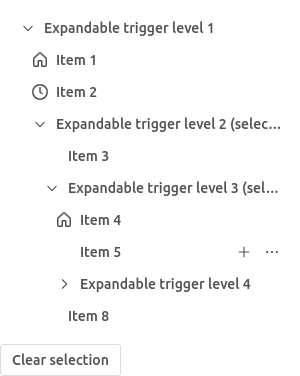 Expandable trigger level 1
Item 1
Item 2
Expandable trigger level 2 (selec...
Item 3
Expandable trigger level 3 (sel...
Item 4
Item 5
Expandable trigger level 4
Item 8
Clear selection